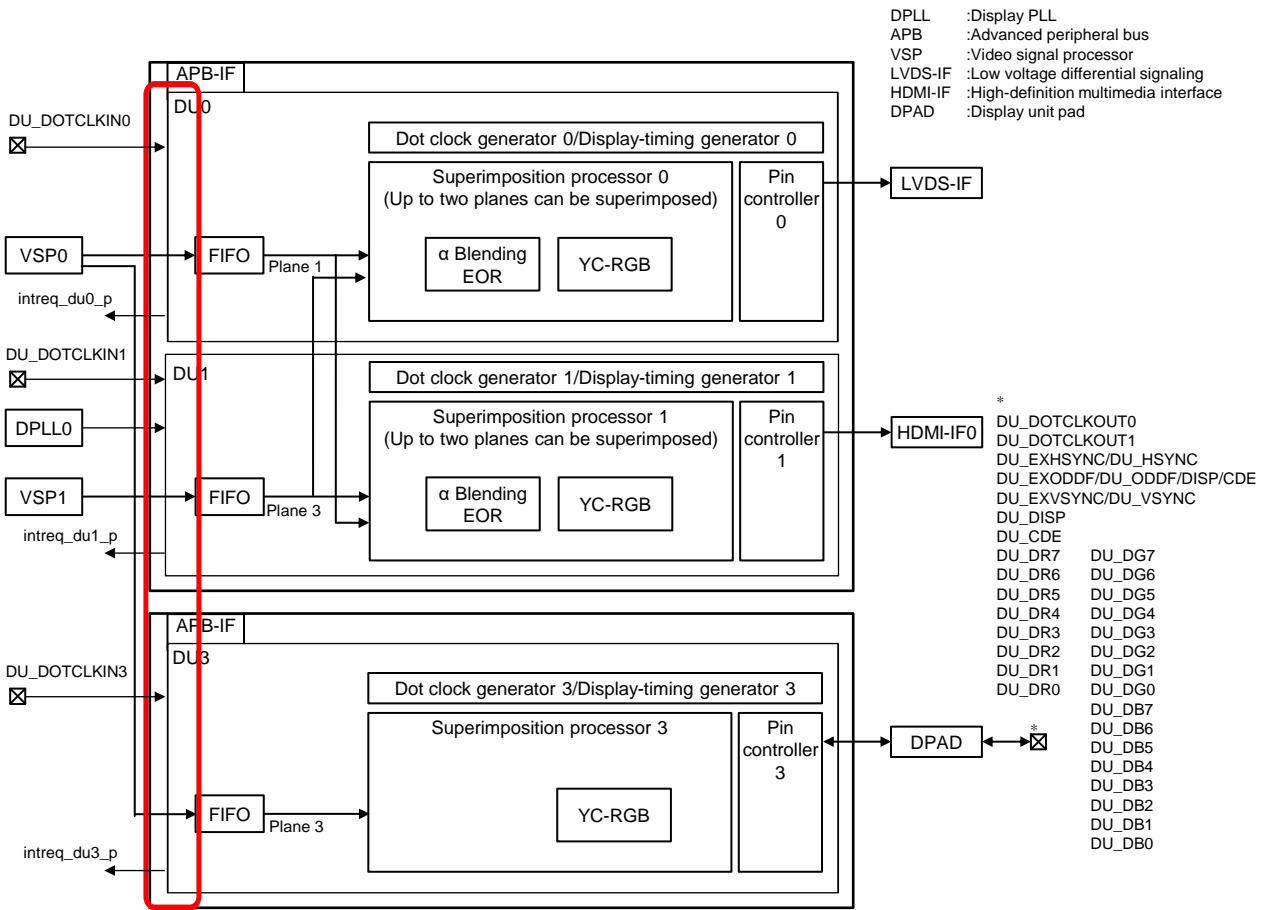 DPLL :Display PLL
APB :Advanced peripheral bus
VSP :Video signal processor
LVDS-IF :Low voltage differential signaling
HDMI-IF :High-definition multimedia interface
DPAD :Display unit pad
APB-IF
DU0
DU_DOTCLKIN0
Dot clock generator 0/Display-timing generator 0
Superimposition processor 0
(Up to two planes can be superimposed)
Pin
controller
0
LVDS-IF
VSP0
FIFO
Plane 1
α Blending
EOR
YC-RGB
intreq_du0_p
DU_DOTCLKIN1
DU1
Dot clock generator 1/Display-timing generator 1
DPLL0
Superimposition processor 1
(Up to two planes can be superimposed)
Pin
controller
1
HDMI-IF0
VSP1
FIFO
Plane 3
α Blending
EOR
YC-RGB
intreq_du1_p
*
DU_DOTCLKOUT0
DU_DOTCLKOUT1
DU_EXHSYNC/DU_HSYNC
DU_EXODDF/DU_ODDF/DISP/CDE
DU_EXVSYNC/DU_VSYNC
DU_DISP
DU_CDE
DU_DR7 DU_DG7
DU_DR6 DU_DG6
DU_DR5 DU_DG5
DU_DR4 DU_DG4
DU_DR3 DU_DG3
DU_DR2 DU_DG2
DU_DR1 DU_DG1
DU_DR0 DU_DG0
DU_DB7
DU_DB6
DU_DB5
DU_DB4
DU_DB3
DU_DB2
DU_DB1
DU_DB0
APB-IF
DU3
DU_DOTCLKIN3
Dot clock generator 3/Display-timing generator 3
Superimposition processor 3
Pin
controller
3
DPAD
*
FIFO
Plane 3
YC-RGB
intreq_du3_p